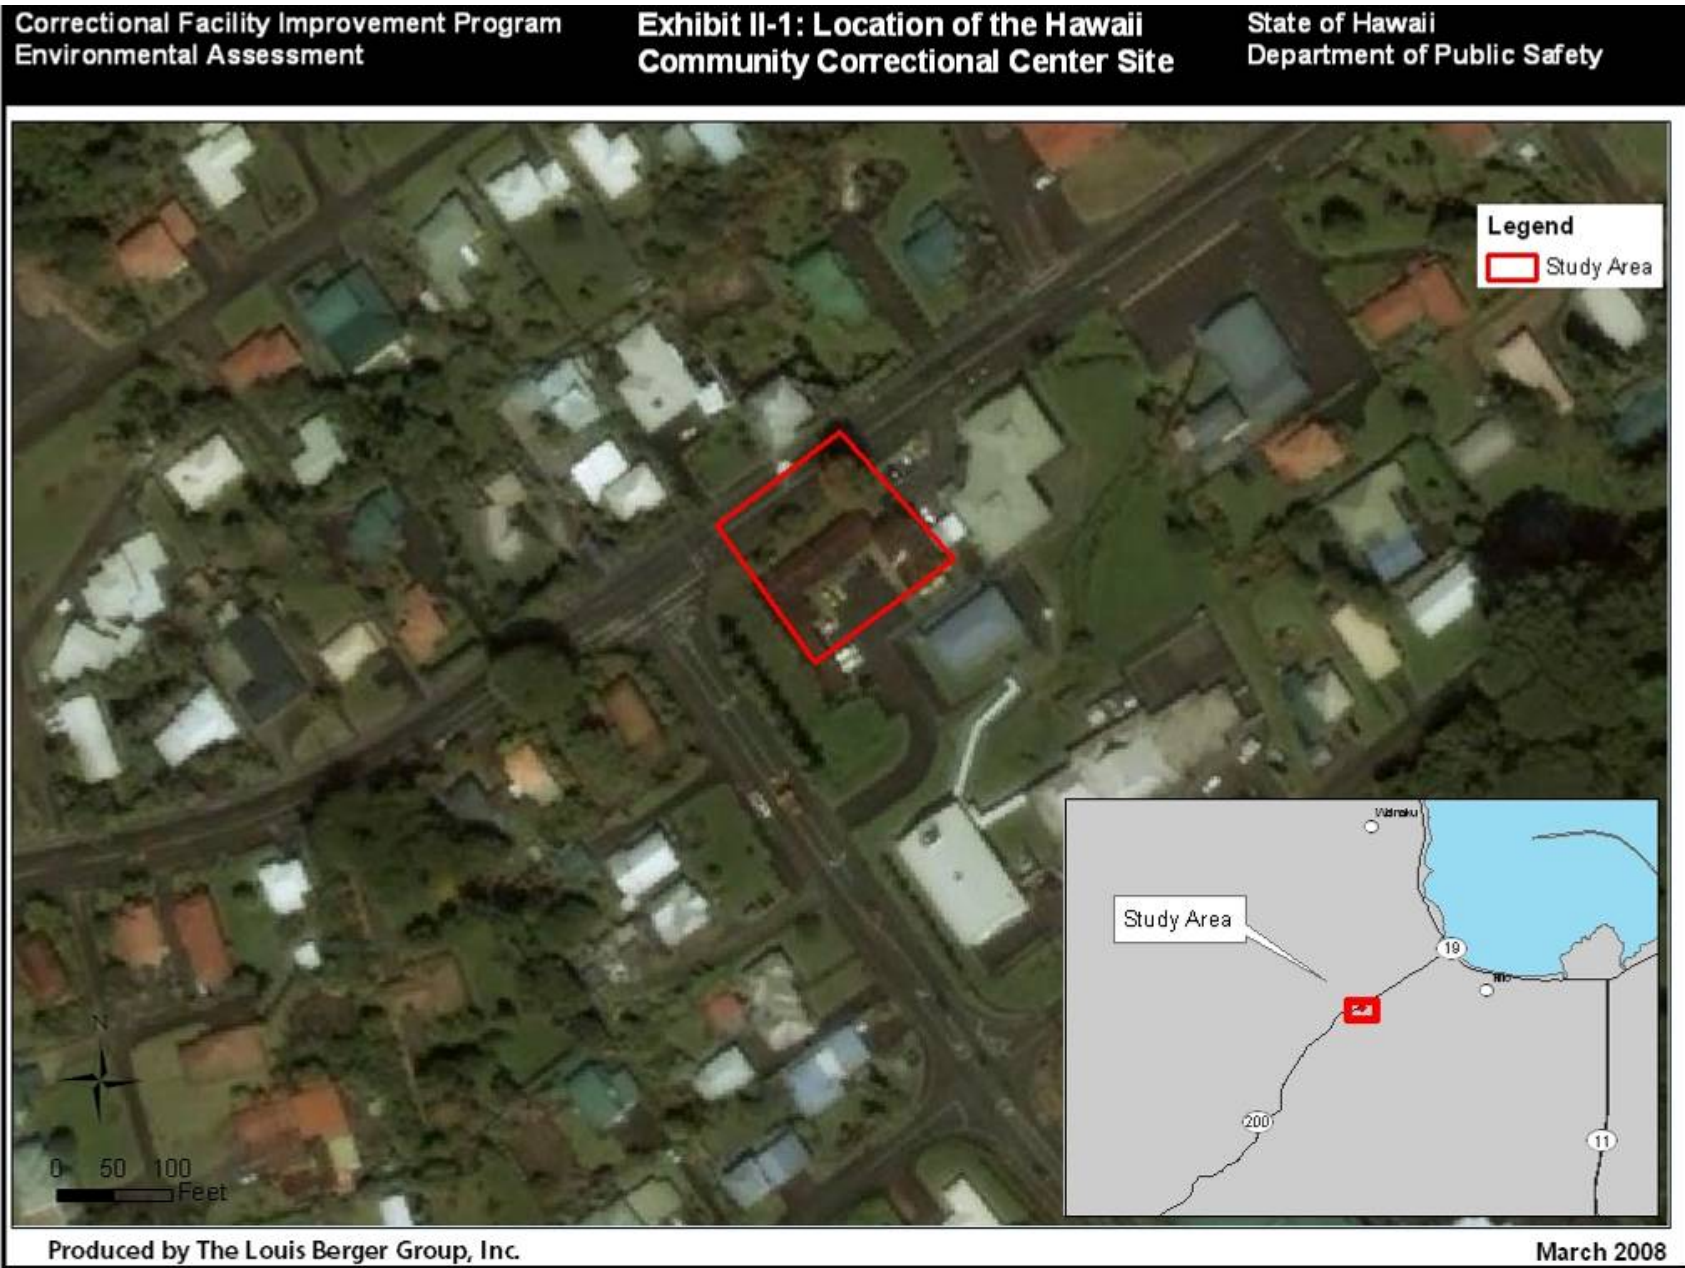 Correctional Facility Improvement Program
Environmental Assessment
Exhibit II-1: Location of the Hawaii
Community Correctional Center Site
State of Hawaii
Department of Public Safety
Legend
Study Area
Wainaku
Study Area
19
Hilo
200
11
N
0 50 100
Feet
Produced by The Louis Berger Group, Inc.
March 2008